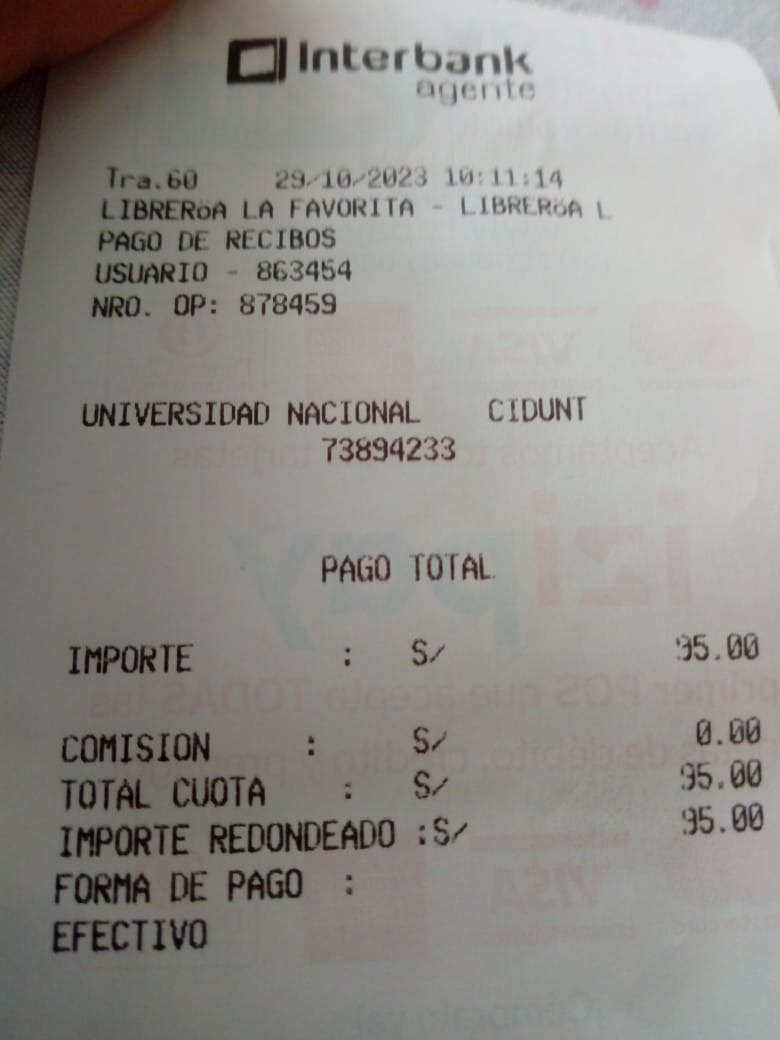 Interbank
agente
Tra.60 29/10/2023 10:11:14
LIBRERöA LA FAVORITA - LIBRERöA L
PAGO DE RECIBOS
USUARIO - 863454
NRO. OP: 878459
UNIVERSIDAD NACIONAL CIDUNT
73894233
PAGO TOTAL
IMPORTE : S/ 95.00
COMISION : S/ 0.00
TOTAL CUOTA : S/ 95.00
IMPORTE REDONDEADO :S/ 95.00
FORMA DE PAGO :
EFECTIVO